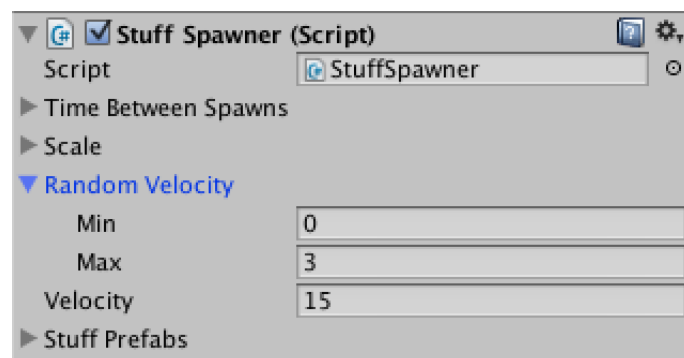 Stuff Spawner (Script)
Script StuffSpawner
Time Between Spawns
Scale
Random Velocity
Min 0
Max 3
Velocity 15
Stuff Prefabs